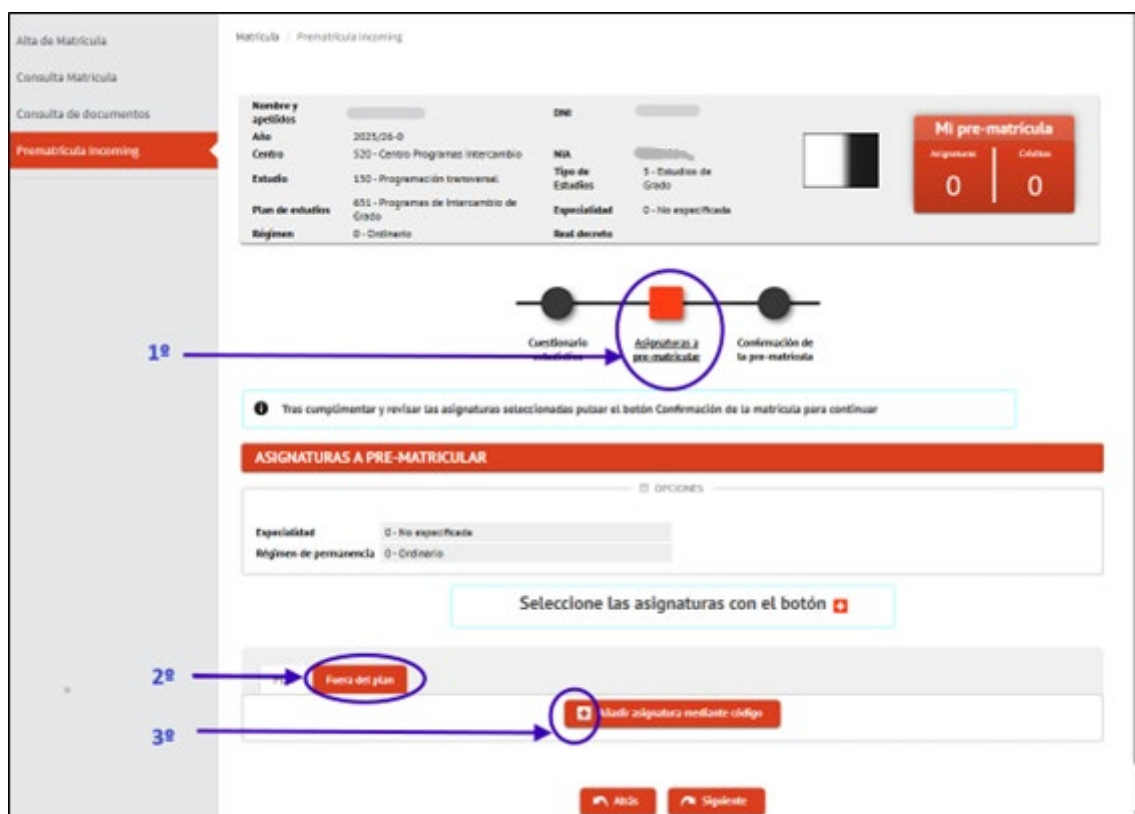 Alta de Matrícula
Consulta Matrícula
Consulta de documentos
Prematrícula Incoming
Matrícula / Prematrícula Incoming
Nombre y apellidos
DNI
Año 2025/26-0
Centro 520 - Centro Programas Intercambio
NIA
Estudio 150 - Programación transversal.
Tipo de Estudios 5 - Estudios de Grado
Plan de estudios 651 - Programas de Intercambio de Grado
Especialidad 0 - No especificada
Régimen 0 - Ordinario
Real decreto
Mi pre-matrícula
Asignaturas Créditos
0 0
1º
Cuestionario
Asignaturas a pre-matricular
Confirmación de la pre-matrícula
Tras cumplimentar y revisar las asignaturas seleccionadas pulsar el botón Confirmación de la matrícula para continuar
ASIGNATURAS A PRE-MATRICULAR
OPCIONES
Especialidad 0 - No especificada
Régimen de permanencia 0 - Ordinario
Seleccione las asignaturas con el botón
2º
Fuera del plan
Añadir asignatura mediante código
3º
Atrás Siguiente